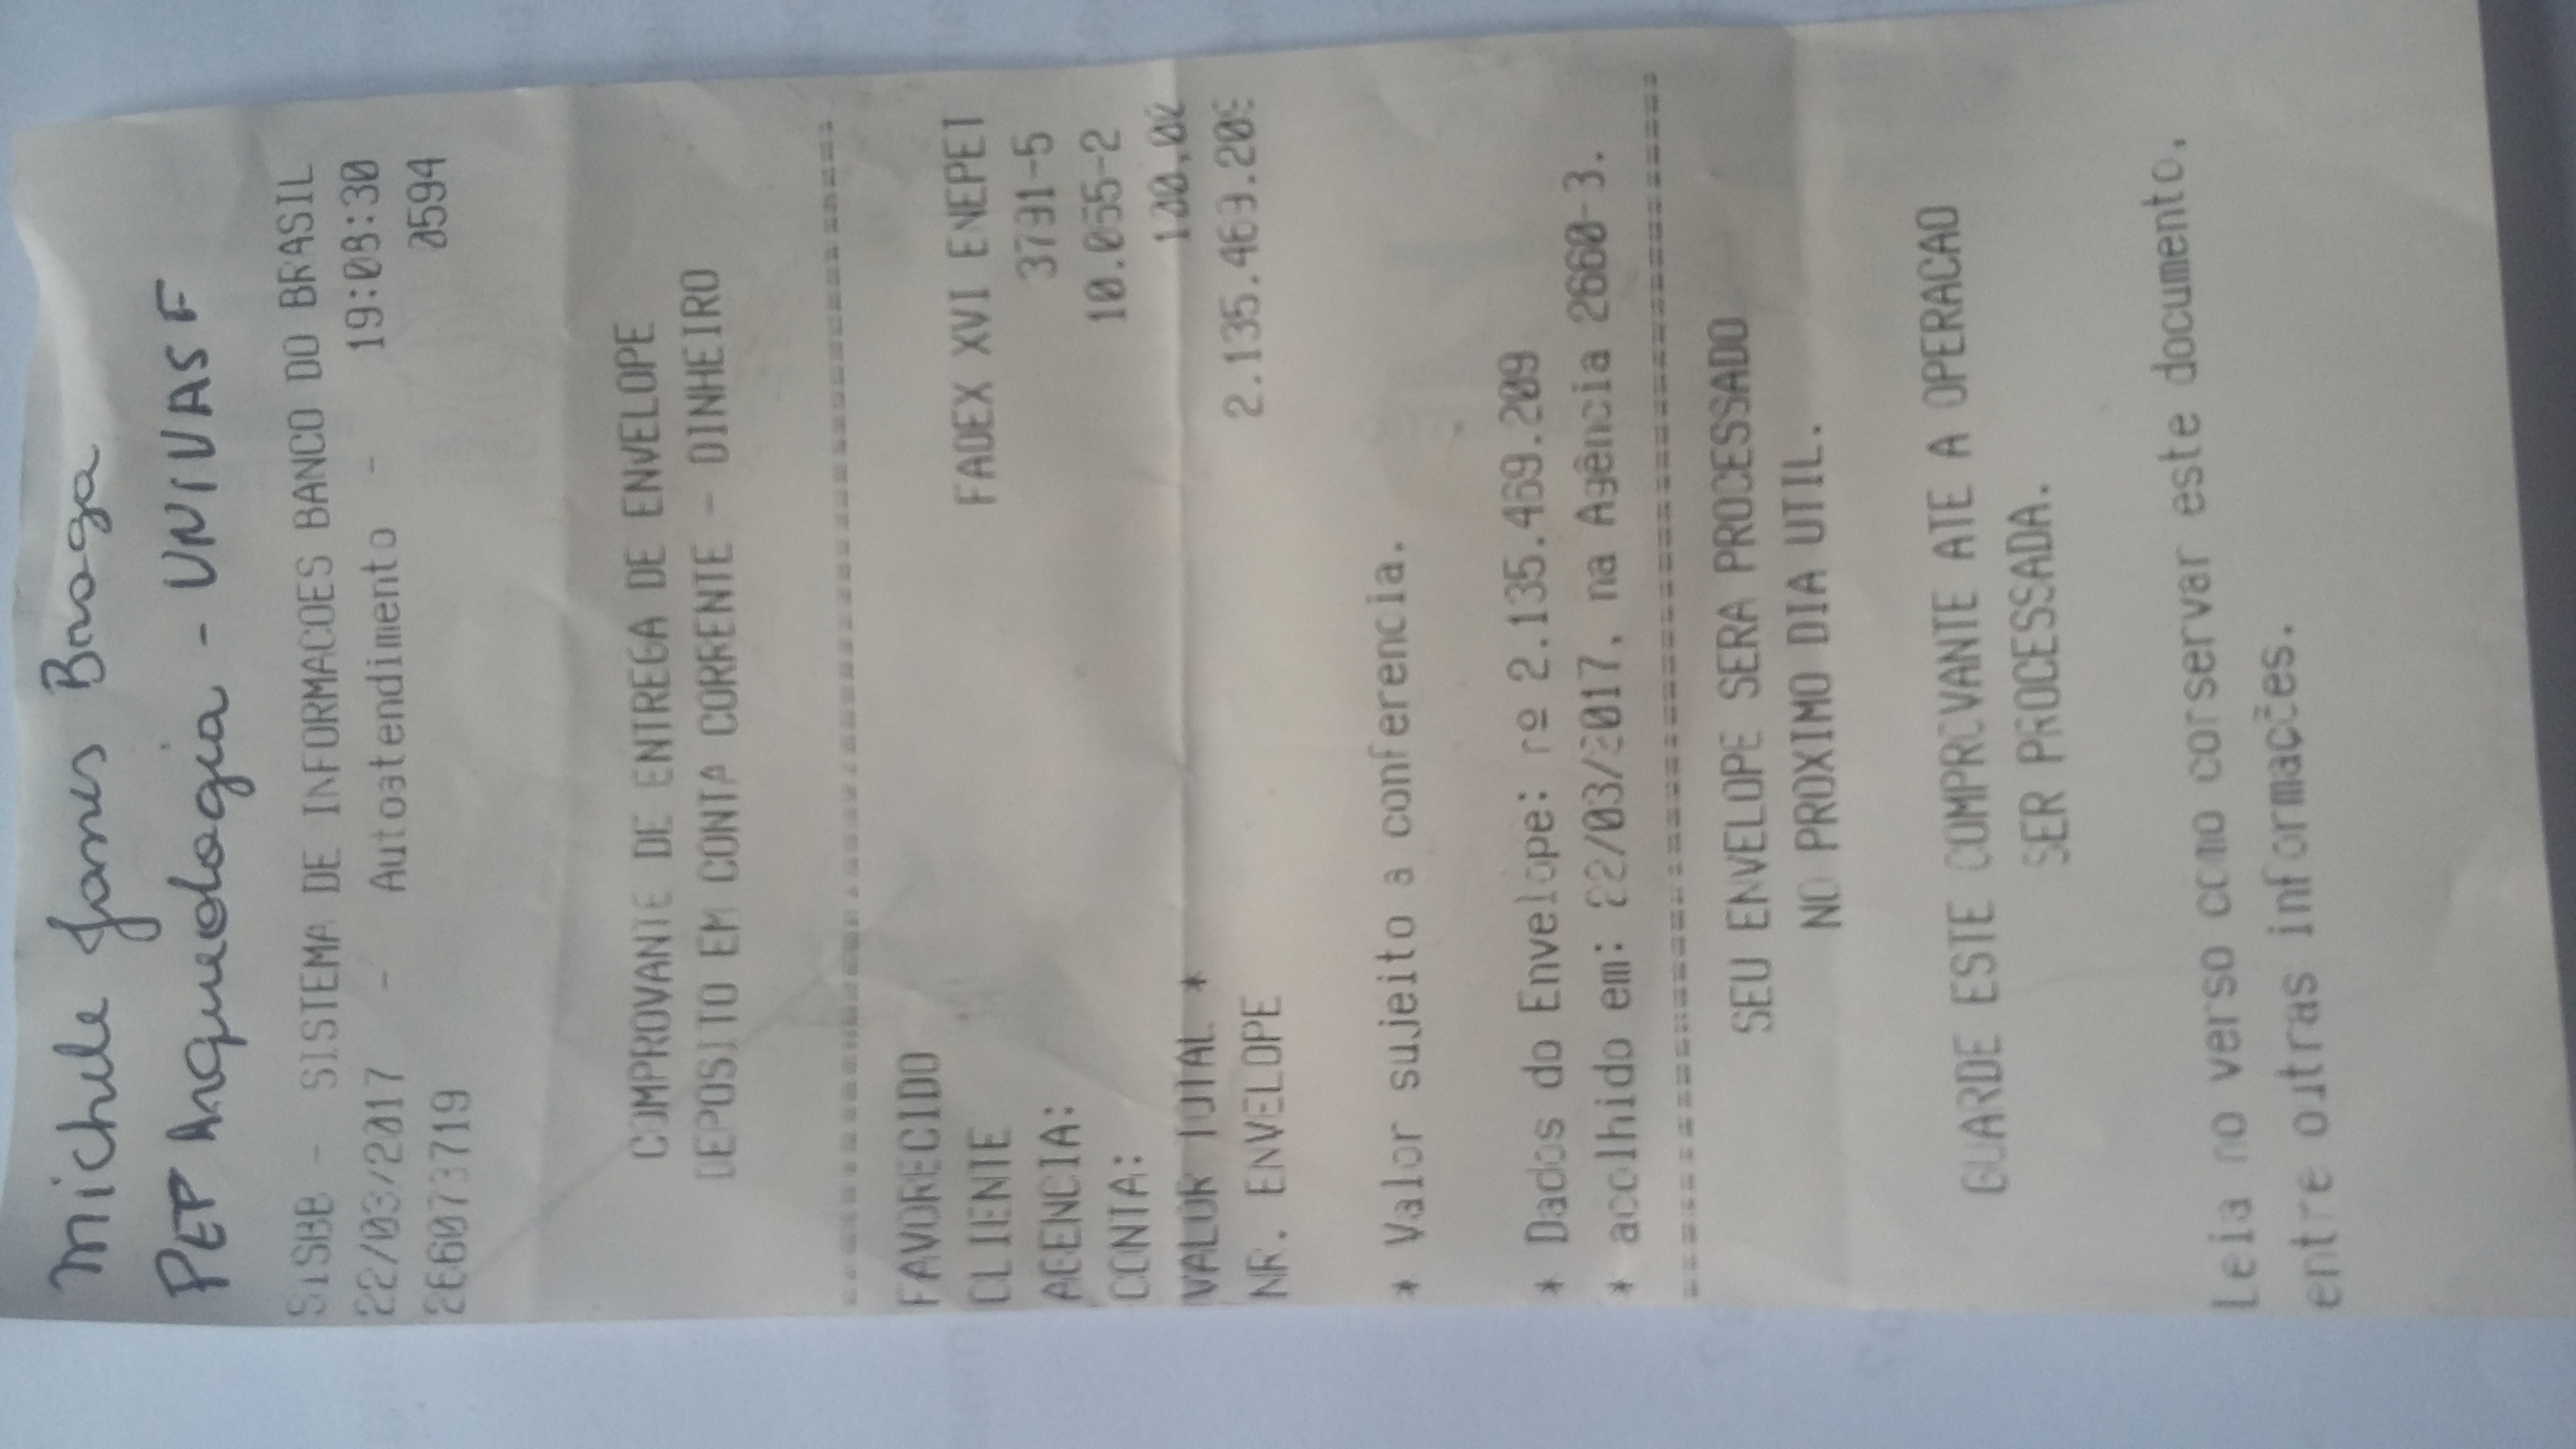 Michele Janes Braga
PEP Arqueologia - UNIVASF
SISBB - SISTEMA DE INFORMACOES BANCO DO BRASIL
22/03/2017 - Autoatendimento - 19:08:30
266073719 0594
COMPROVANTE DE ENTREGA DE ENVELOPE
DEPOSITO EM CONTA CORRENTE - DINHEIRO
FAVORECIDO
CLIENTE FADEX XVI ENEPET
AGENCIA: 3791-5
CONTA: 10.055-2
VALOR TOTAL * 100,00
NR. ENVELOPE 2.135.469.209
* Valor sujeito a conferencia.
* Dados do Envelope: nº 2.135.469.209
* acolhido em: 22/03/2017, na Agência 2660-3.
SEU ENVELOPE SERA PROCESSADO
NO PROXIMO DIA UTIL.
GUARDE ESTE COMPROVANTE ATE A OPERACAO
SER PROCESSADA.
Leia no verso como conservar este documento,
entre outras informações.